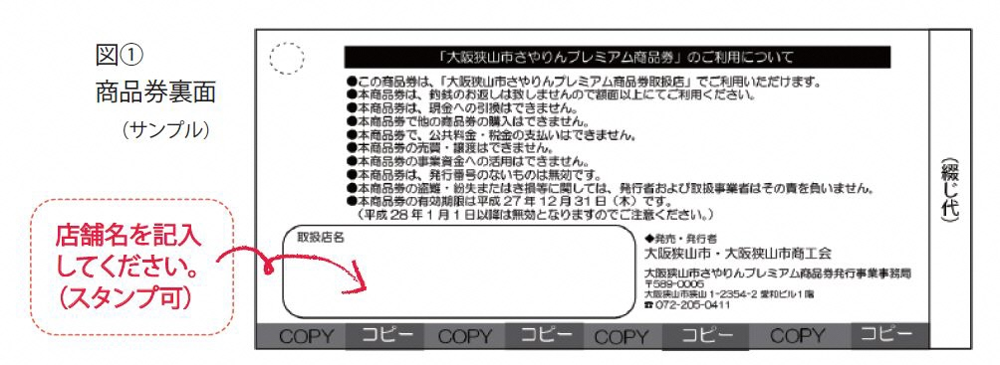 図①
商品券裏面
（サンプル）
「大阪狭山市さやりんプレミアム商品券」のご利用について
●この商品券は、「大阪狭山市さやりんプレミアム商品券取扱店」でご利用いただけます。
●本商品券は、釣銭のお返しは致しませんので額面以上にてご利用ください。
●本商品券は、現金への引換はできません。
●本商品券で他の商品券の購入はできません。
●本商品券で、公共料金・税金の支払いはできません。
●本商品券の売買・譲渡はできません。
●本商品券の事業資金への活用はできません。
●本商品券は、発行番号のないものは無効です。
●本商品券の盗難・紛失またはき損等に関しては、発行者および取扱事業者はその責を負いません。
●本商品券の有効期限は平成27年12月31日（木）です。
（平成28年1月1日以降は無効となりますのでご注意ください。）
（綴じ代）
店舗名を記入
してください。
（スタンプ可）
取扱店名
◆発売・発行者
大阪狭山市・大阪狭山市商工会
大阪狭山市さやりんプレミアム商品券発行事業事務局
〒589-0005
大阪狭山市狭山1-2354-2 愛和ビル1階
☎072-205-0411
COPY コピー COPY コピー COPY コピー COPY コピー